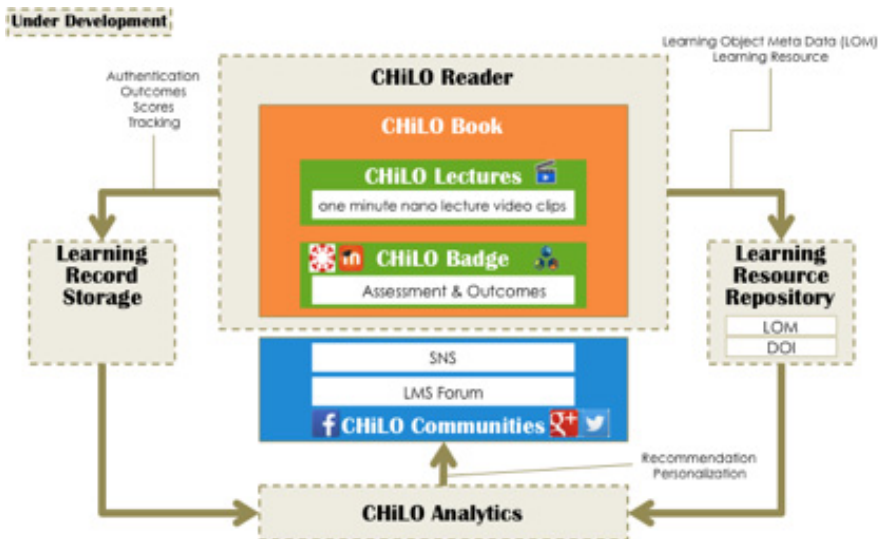 Under Development
Learning Object Meta Data (LOM)
Learning Resource
Authentication
Outcomes
Scores
Tracking
CHiLO Reader
CHiLO Book
CHiLO Lectures
one minute nano lecture video clips
CHiLO Badge
Assessment & Outcomes
Learning
Record
Storage
Learning
Resource
Repository
LOM
DOI
SNS
LMS Forum
f CHiLO Communities g+
Recommendation
Personalization
CHiLO Analytics